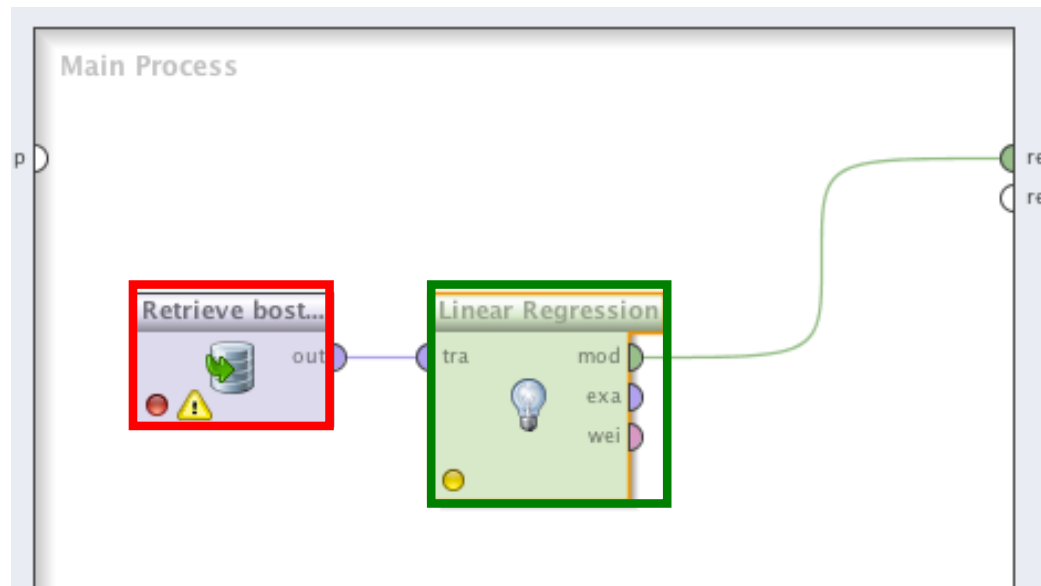 Main Process
p
re
re
Retrieve bost...
out
Linear Regression
tra
mod
exa
wei